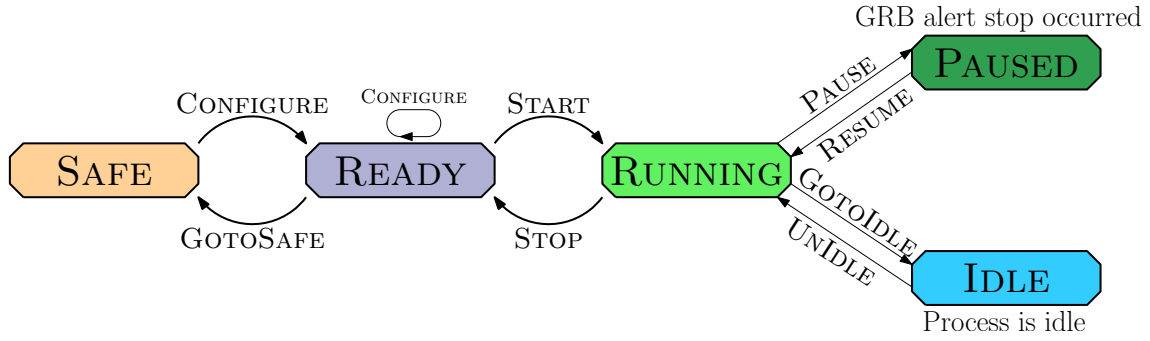 GRB alert stop occurred
PAUSED
PAUSE
RESUME
CONFIGURE
CONFIGURE
START
SAFE
READY
RUNNING
GOTOSAFE
STOP
GOTOIDLE
UNIDLE
IDLE
Process is idle